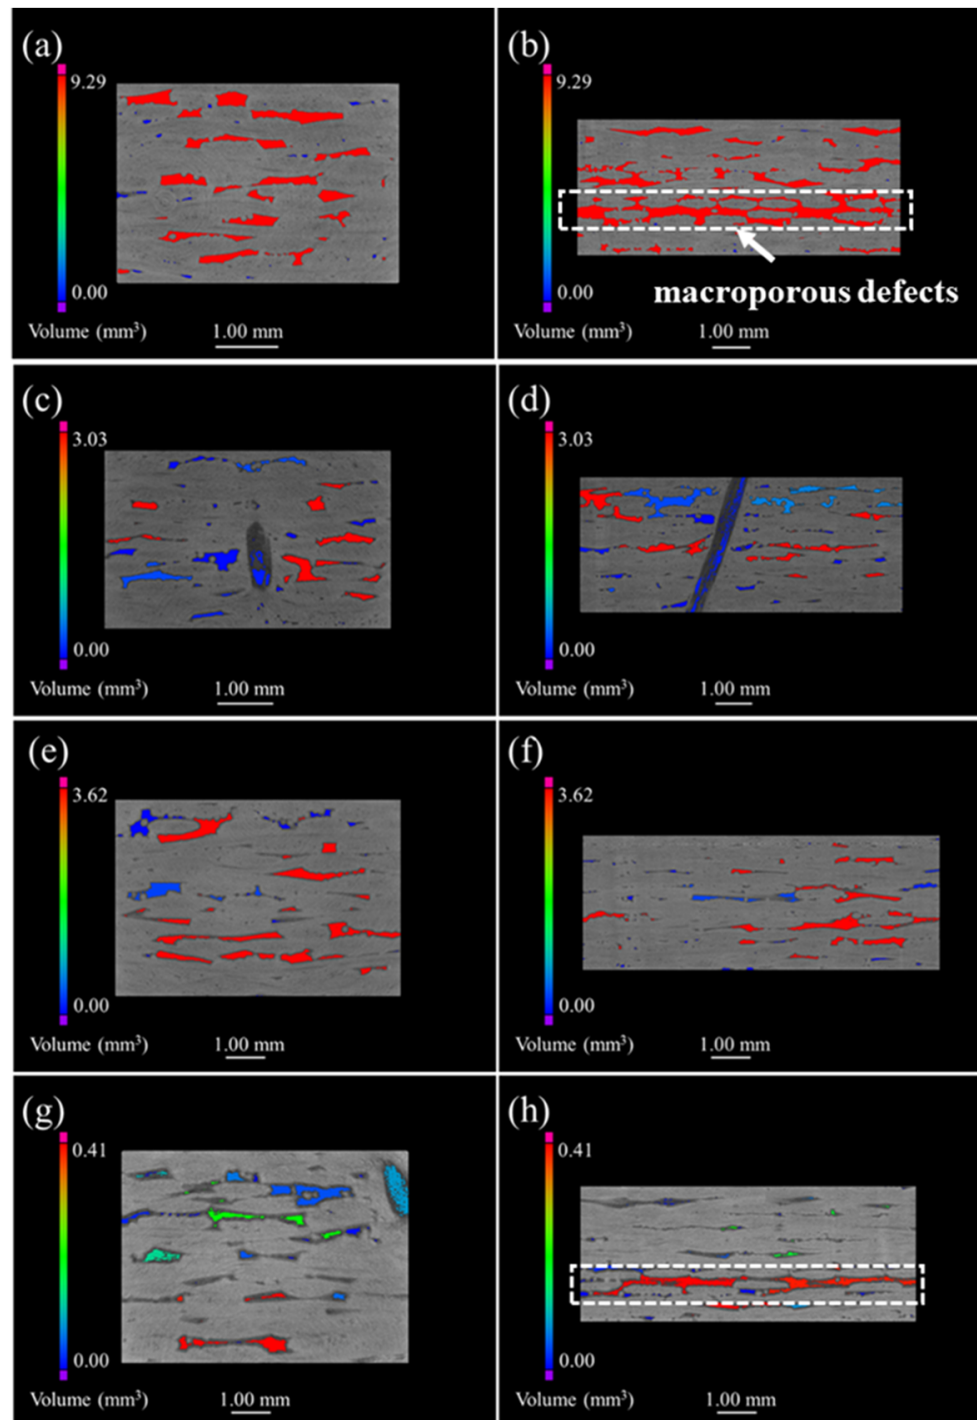 (a)
9.29
0.00
Volume (mm³)
1.00 mm
(b)
9.29
macroporous defects
0.00
Volume (mm³)
1.00 mm
(c)
3.03
0.00
Volume (mm³)
1.00 mm
(d)
3.03
0.00
Volume (mm³)
1.00 mm
(e)
3.62
0.00
Volume (mm³)
1.00 mm
(f)
3.62
0.00
Volume (mm³)
1.00 mm
(g)
0.41
0.00
Volume (mm³)
1.00 mm
(h)
0.41
0.00
Volume (mm³)
1.00 mm